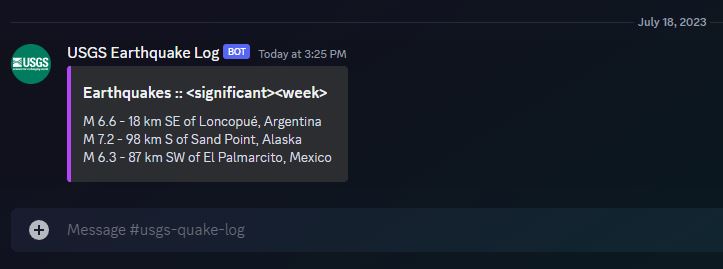 July 18, 2023
USGS
USGS Earthquake Log BOT Today at 3:25 PM
Earthquakes :: <significant><week>
M 6.6 - 18 km SE of Loncopué, Argentina
M 7.2 - 98 km S of Sand Point, Alaska
M 6.3 - 87 km SW of El Palmarcito, Mexico
Message #usgs-quake-log